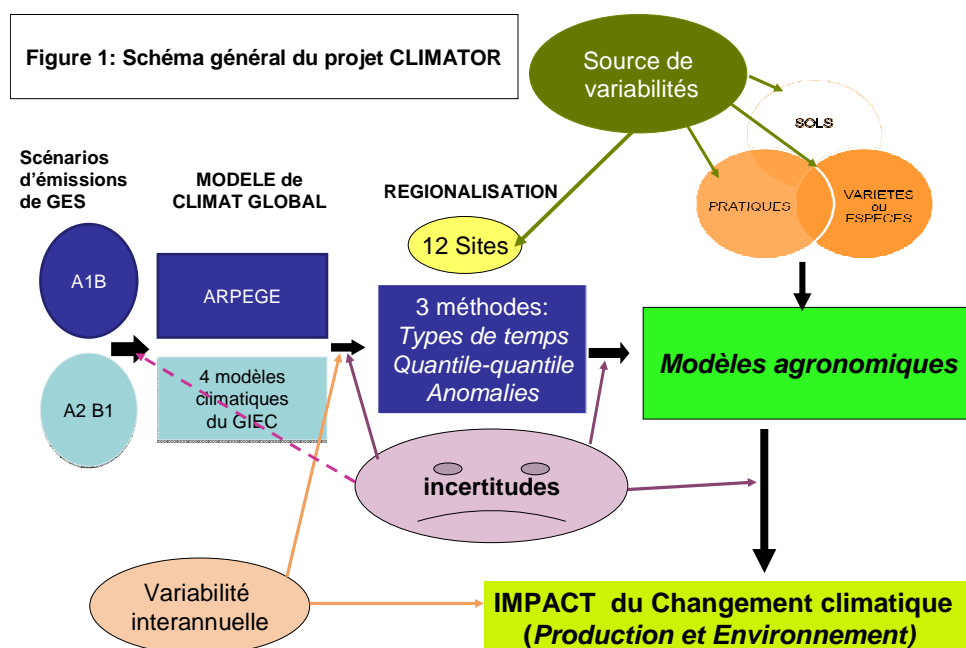 Figure 1: Schéma général du projet CLIMATOR
Source de
variabilités
SOLS
PRATIQUES
VARIETES
ou
ESPECES
Scénarios
d'émissions
de GES
MODELE de
CLIMAT GLOBAL
REGIONALISATION
12 Sites
A1B
ARPEGE
3 méthodes:
Types de temps
Quantile-quantile
Anomalies
Modèles agronomiques
A2 B1
4 modèles
climatiques
du GIEC
incertitudes
Variabilité
interannuelle
IMPACT du Changement climatique
(Production et Environnement)